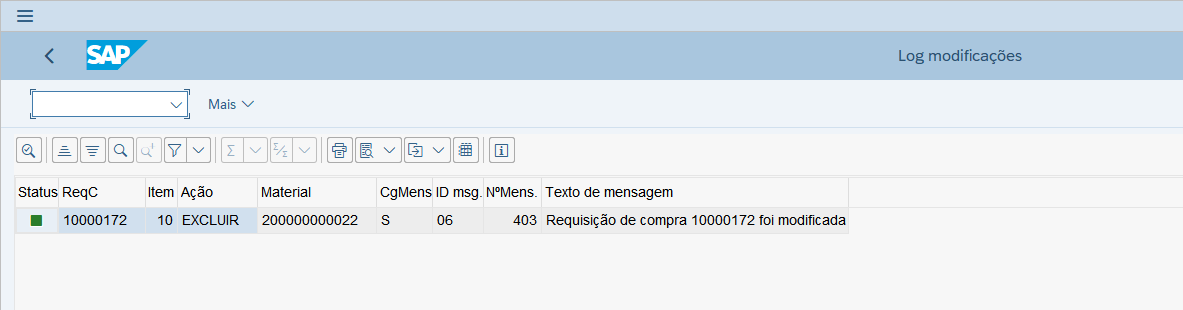 SAP
Log modificações
Mais
Status ReqC Item Ação Material CgMens ID msg. NºMens. Texto de mensagem
10000172 10 EXCLUIR 200000000022 S 06 403 Requisição de compra 10000172 foi modificada